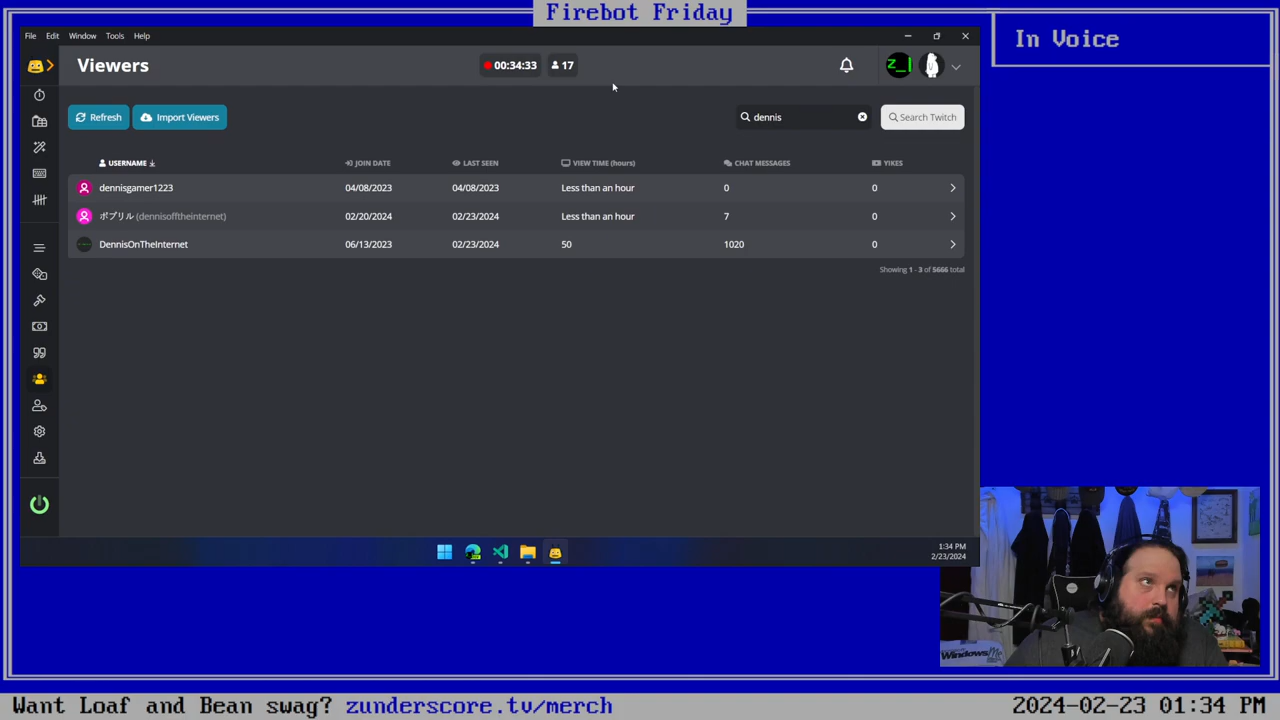 Firebot Friday
File Edit Window Tools Help
In Voice
Viewers
00:34:33
17
z_l
Refresh
Import Viewers
dennis
Search Twitch
USERNAME JOIN DATE LAST SEEN VIEW TIME (hours) CHAT MESSAGES YIKES
dennisgamer1223 04/08/2023 04/08/2023 Less than an hour 0 0
ポプリル (dennisofftheinternet) 02/20/2024 02/23/2024 Less than an hour 7 0
DennisOnTheInternet 06/13/2023 02/23/2024 50 1020 0
Showing 1 - 3 of 5666 total
1:34 PM
2/23/2024
Windows Me
Want Loaf and Bean swag? zunderscore.tv/merch
2024-02-23 01:34 PM